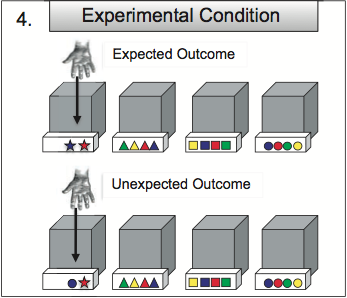 4.
Experimental Condition
Expected Outcome
Unexpected Outcome